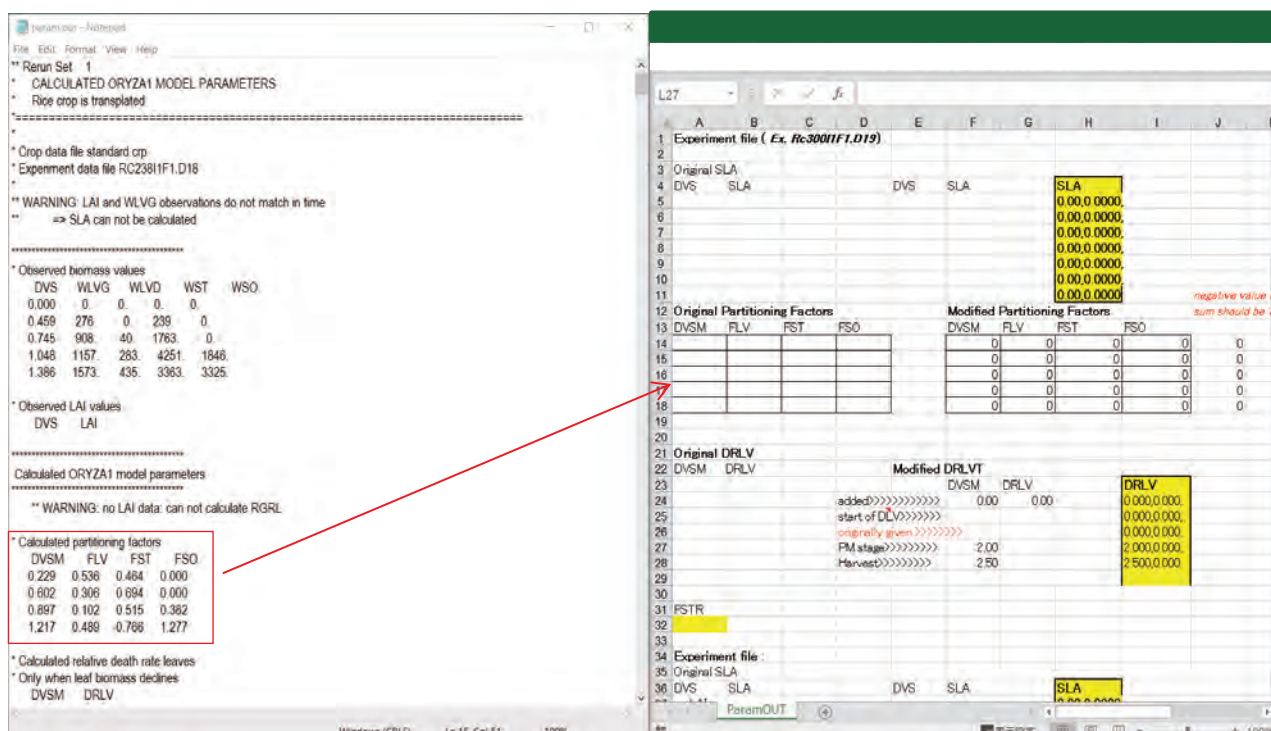 param.out - Notepad
File Edit Format View Help
** Rerun Set 1
* CALCULATED ORYZA1 MODEL PARAMETERS
* Rice crop is transplated
*==============================================================================
*
* Crop data file standard crp
* Experiment data file RC238I1F1.D18
*
** WARNING: LAI and WLVG observations do not match in time
** => SLA can not be calculated
*******************************************
* Observed biomass values
DVS WLVG WLVD WST WSO
0.000 0. 0. 0. 0.
0.459 276 0. 239 0.
0.745 908. 40. 1763. 0.
1.048 1157. 283. 4251. 1846.
1.386 1573. 435. 3363. 3325.
* Observed LAI values
DVS LAI
*******************************************
Calculated ORYZA1 model parameters
*******************************************
** WARNING: no LAI data: can not calculate RGRL
* Calculated partitioning factors
DVSM FLV FST FSO
0.229 0.536 0.464 0.000
0.602 0.306 0.694 0.000
0.897 0.102 0.515 0.382
1.217 0.489 -0.766 1.277
* Calculated relative death rate leaves
* Only when leaf biomass declines
DVSM DRLV
Ln 15, Col 51 100%
L27 fx
A B C D E F G H I J
1 Experiment file ( Ex. Rc300I1F1.D19)
2
3 Original SLA
4 DVS SLA DVS SLA SLA
5 0.00,0.0000,
6 0.00,0.0000,
7 0.00,0.0000,
8 0.00,0.0000,
9 0.00,0.0000,
10 0.00,0.0000,
11 0.00,0.0000 negative value
12 Original Partitioning Factors Modified Partitioning Factors sum should be
13 DVSM FLV FST FSO DVSM FLV FST FSO
14 0 0 0 0 0
15 0 0 0 0 0
16 0 0 0 0 0
17 0 0 0 0 0
18 0 0 0 0 0
19
20
21 Original DRLV
22 DVSM DRLV Modified DRLVT
23 DVSM DRLV DRLV
24 added>>>>>>>>>>>> 0.00 0.00 0.000,0.000,
25 start of DLV>>>>>>> 0.000,0.000,
26 originally given >>>>>>>> 0.000,0.000,
27 PM stage>>>>>>>>> 2.00 2.000,0.000,
28 Harvest>>>>>>>>> 2.50 2.500,0.000,
29
30
31 FSTR
32
33
34 Experiment file :
35 Original SLA
36 DVS SLA DVS SLA SLA
ParamOUT
100%